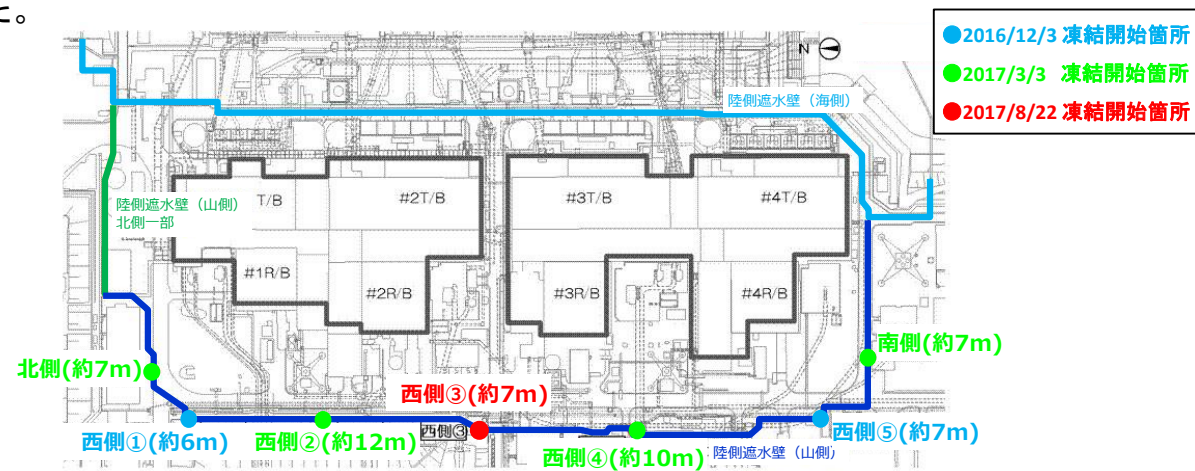 た。
●2016/12/3 凍結開始箇所
●2017/3/3 凍結開始箇所
●2017/8/22 凍結開始箇所
N
陸側遮水壁（海側）
陸側遮水壁（山側）
北側一部
T/B
#2T/B
#3T/B
#4T/B
#1R/B
#2R/B
#3R/B
#4R/B
北側(約7m)
南側(約7m)
西側③(約7m)
西側①(約6m)
西側②(約12m)
西側③
西側④(約10m)
西側⑤(約7m)
陸側遮水壁（山側）